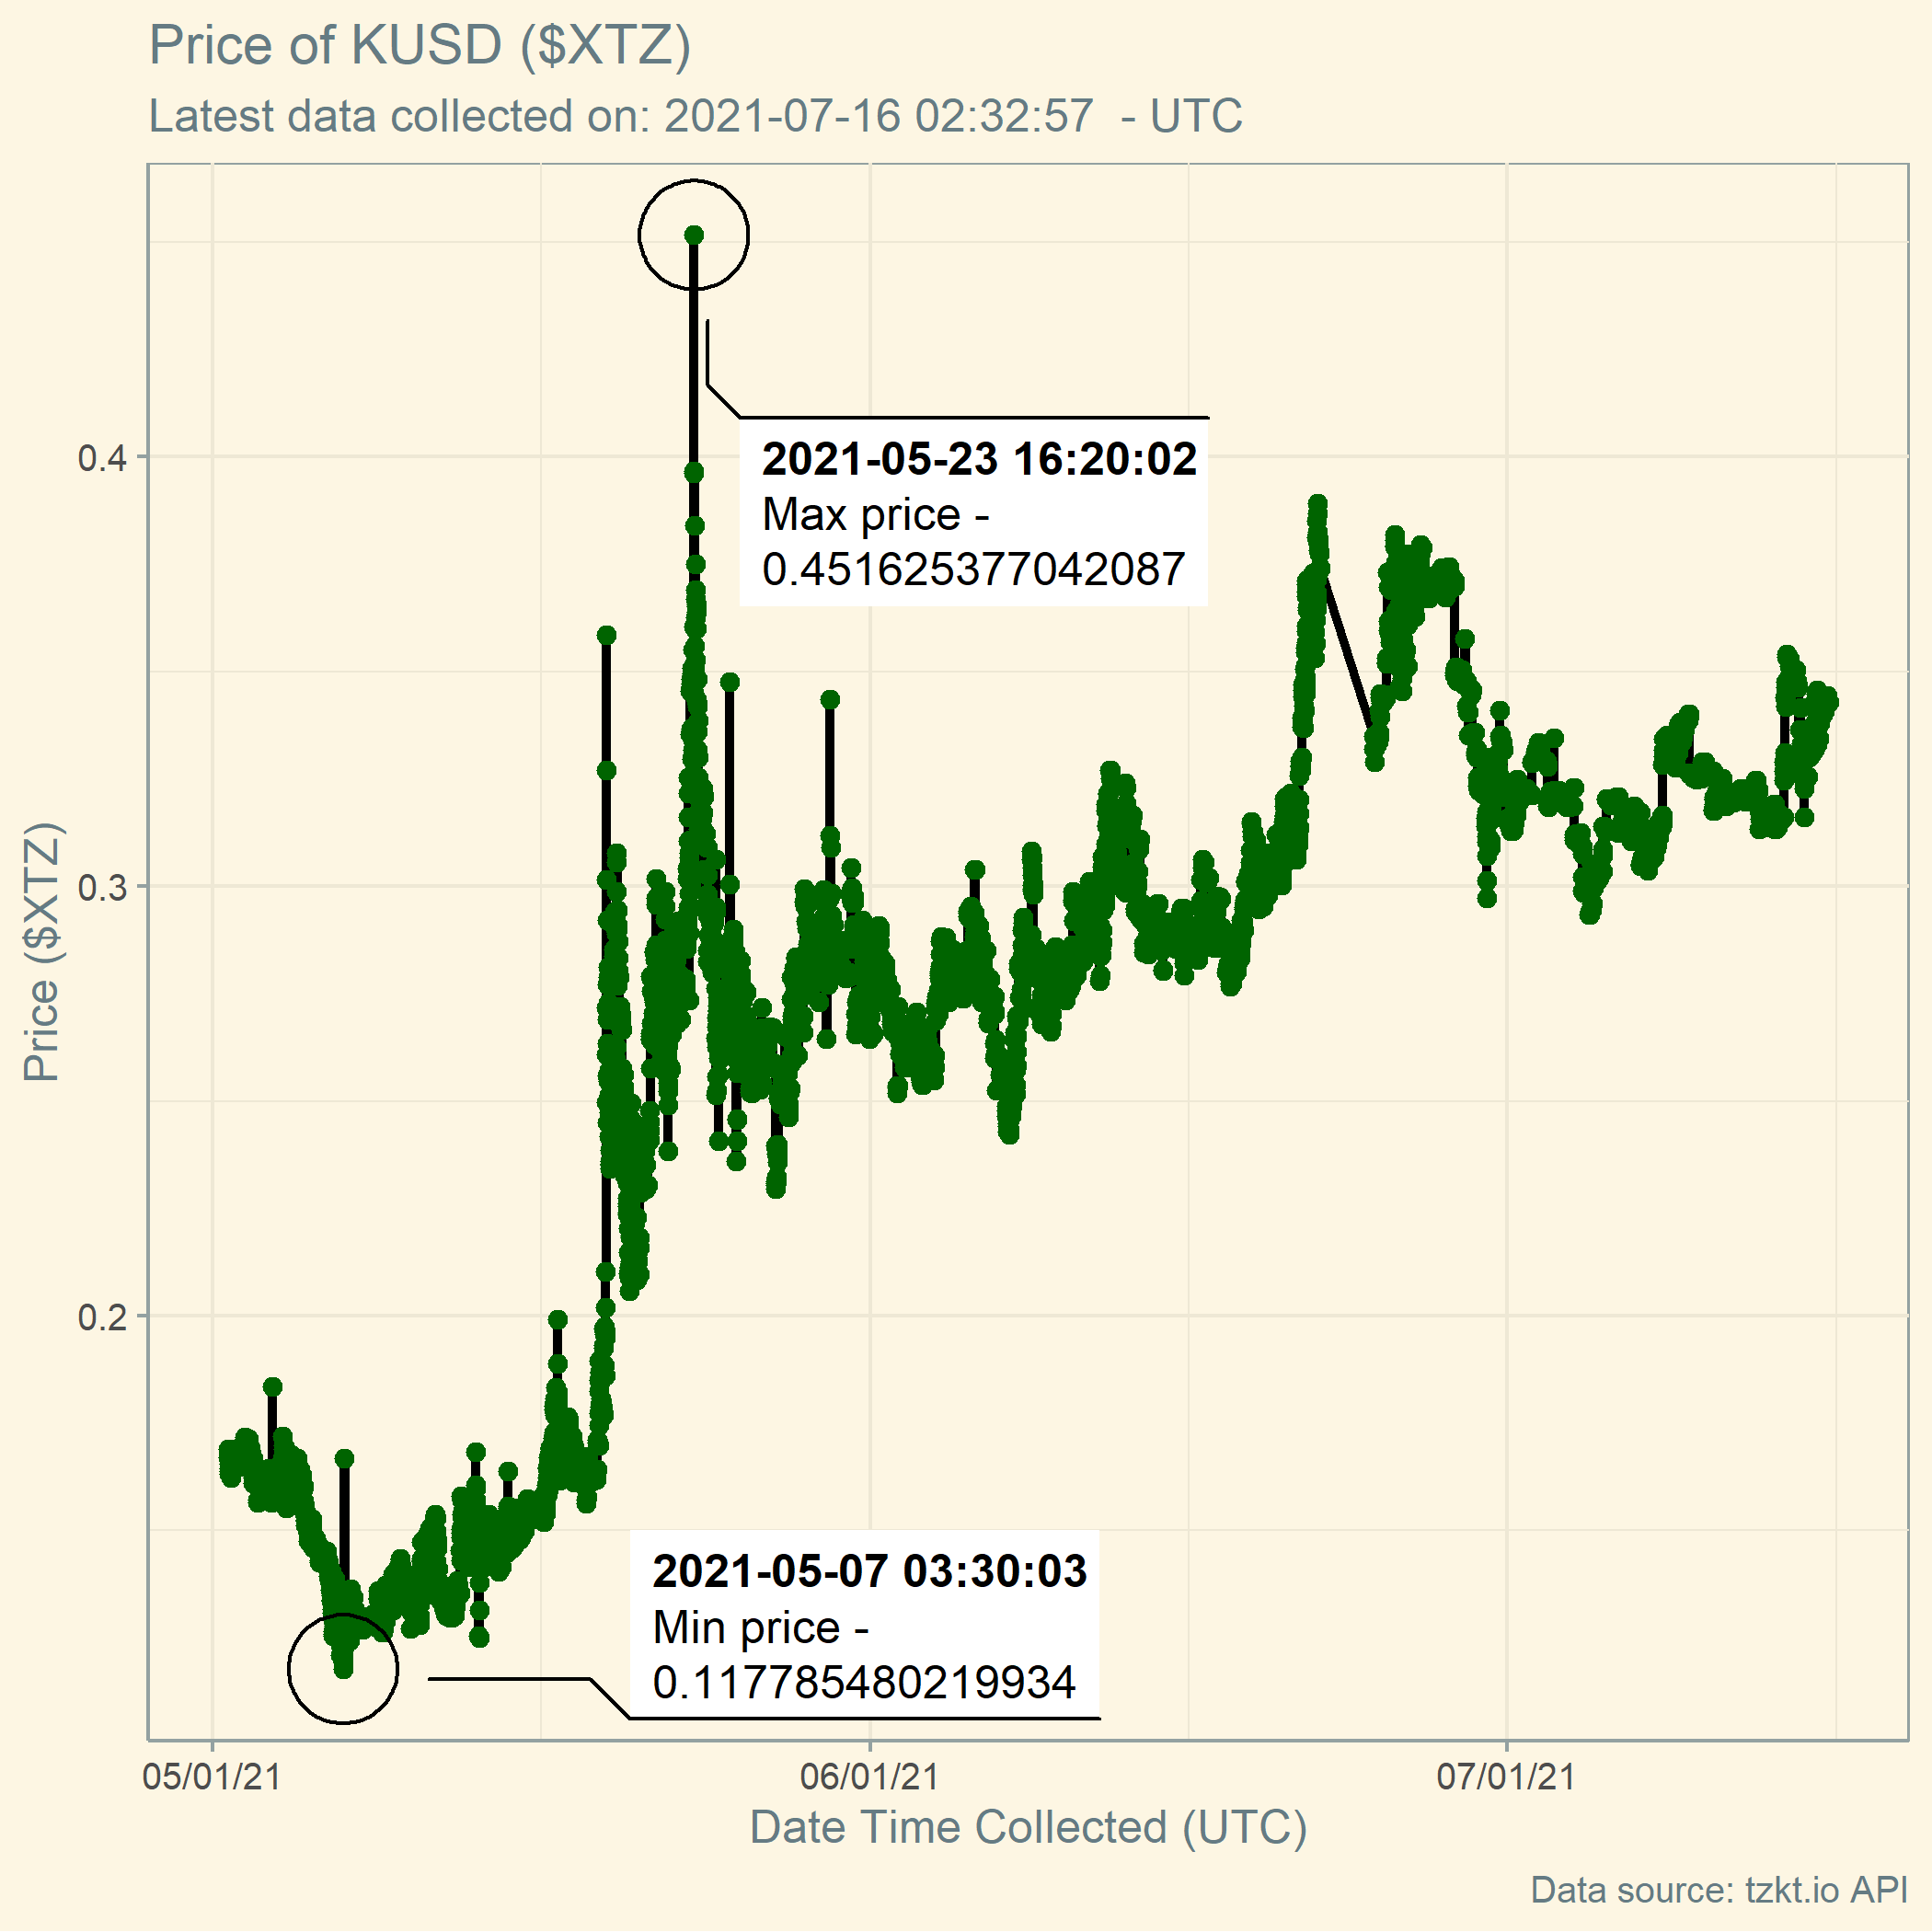 Price of KUSD ($XTZ)
Latest data collected on: 2021-07-16 02:32:57  - UTC
2021-05-23 16:20:02
Max price -
0.451625377042087
0.4
0.3
0.2
Price ($XTZ)
2021-05-07 03:30:03
Min price -
0.117785480219934
05/01/21
06/01/21
07/01/21
Date Time Collected (UTC)
Data source: tzkt.io API